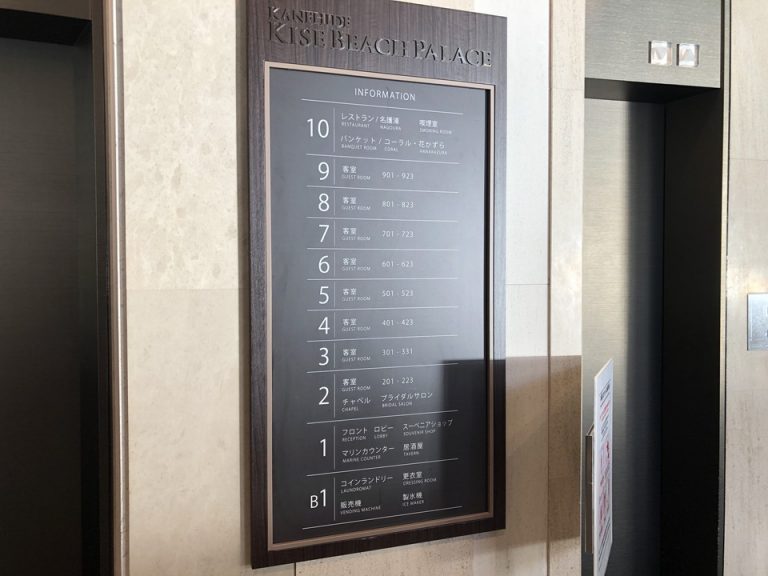 KANEHIDE
KISE BEACH PALACE
INFORMATION
10 レストラン / 名護浦 喫煙室
RESTAURANT NAGOURA SMOKING ROOM
バンケット / コーラル・花かずら
BANQUET ROOM CORAL HANAKAZURA
9 客室 901 - 923
GUEST ROOM
8 客室 801 - 823
GUEST ROOM
7 客室 701 - 723
GUEST ROOM
6 客室 601 - 623
GUEST ROOM
5 客室 501 - 523
GUEST ROOM
4 客室 401 - 423
GUEST ROOM
3 客室 301 - 331
GUEST ROOM
2 客室 201 - 223
GUEST ROOM
チャペル ブライダルサロン
CHAPEL BRIDAL SALON
1 フロント ロビー スーベニアショップ
RECEPTION LOBBY SOUVENIR SHOP
マリンカウンター 居酒屋
MARINE COUNTER TAVERN
B1 コインランドリー 更衣室
LAUNDROMAT DRESSING ROOM
販売機 製氷機
VENDING MACHINE ICE MAKER